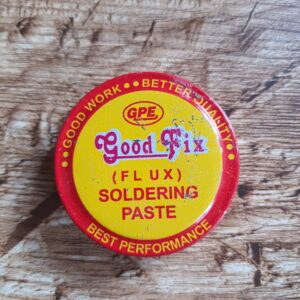 GOOD WORK •• BETTER QUALITY
GPE
Good Fix
(FLUX)
SOLDERING
PASTE
BEST PERFORMANCE